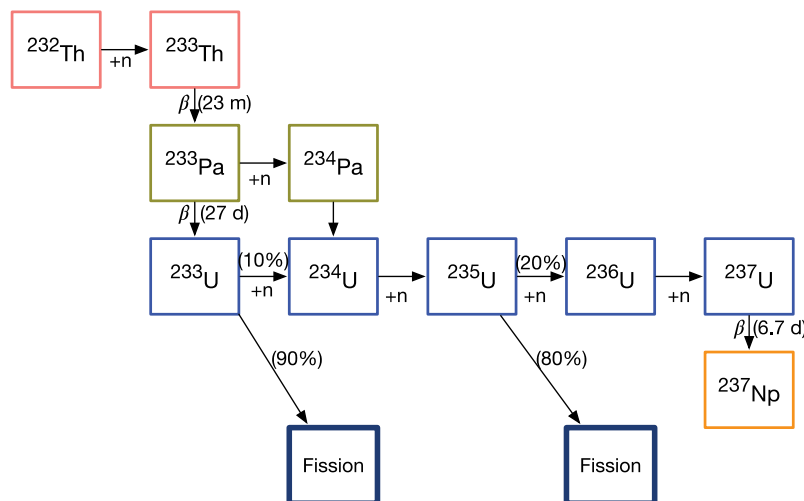 ²³²Th
+n
²³³Th
β (23 m)
²³³Pa
+n
²³⁴Pa
β (27 d)
²³³U
(10%)
+n
²³⁴U
+n
²³⁵U
(20%)
+n
²³⁶U
+n
²³⁷U
β (6.7 d)
(90%)
(80%)
²³⁷Np
Fission
Fission